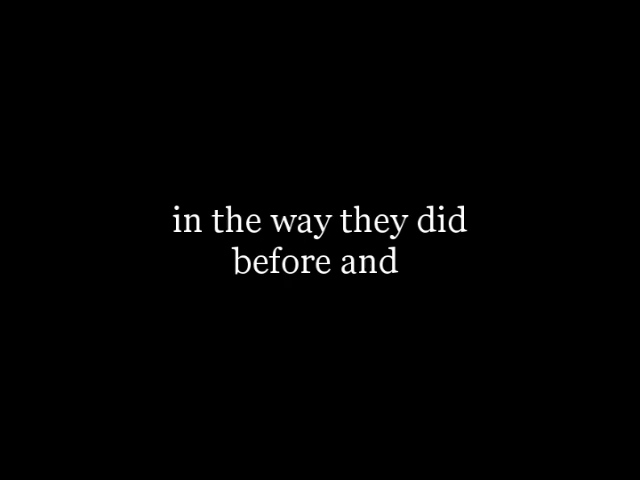 in the way they did
before and